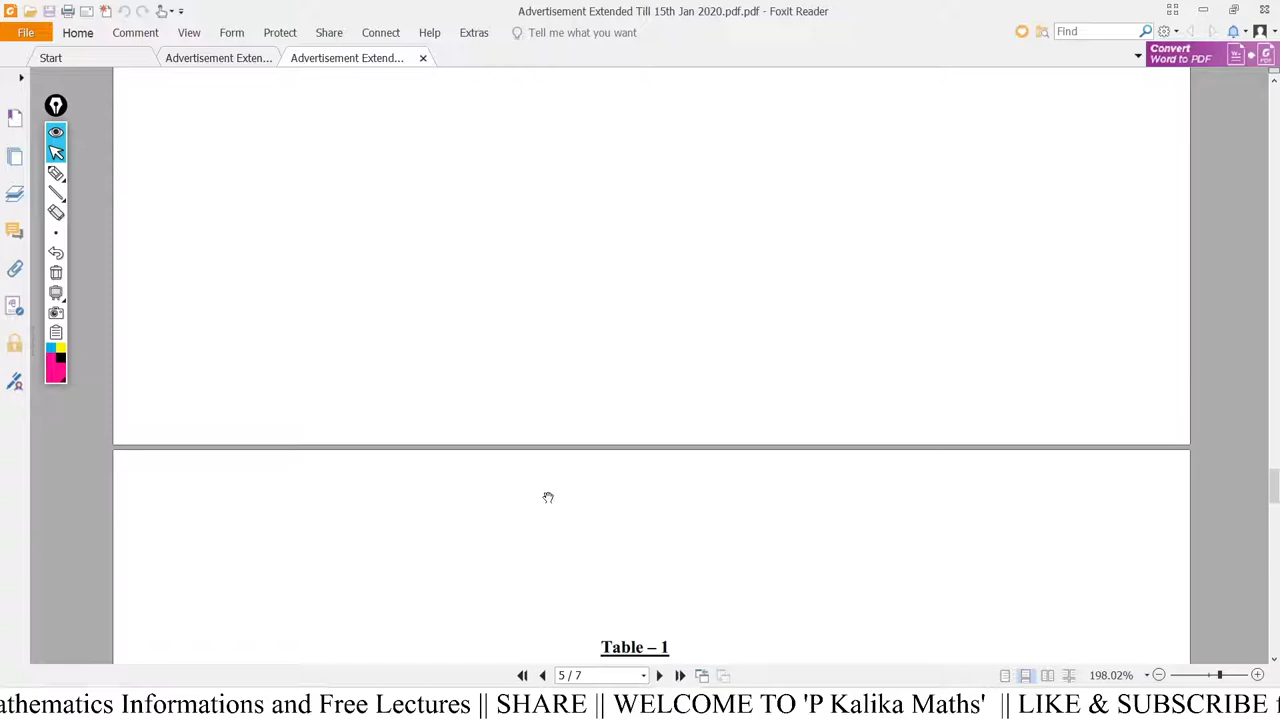 Advertisement Extended Till 15th Jan 2020.pdf.pdf - Foxit Reader
File Home Comment View Form Protect Share Connect Help Extras Tell me what you want Find
Start Advertisement Exten... Advertisement Extend... Convert
Word to PDF
Table – 1
5 / 7 198.02%
athematics Informations and Free Lectures || SHARE || WELCOME TO 'P Kalika Maths' || LIKE & SUBSCRIBE